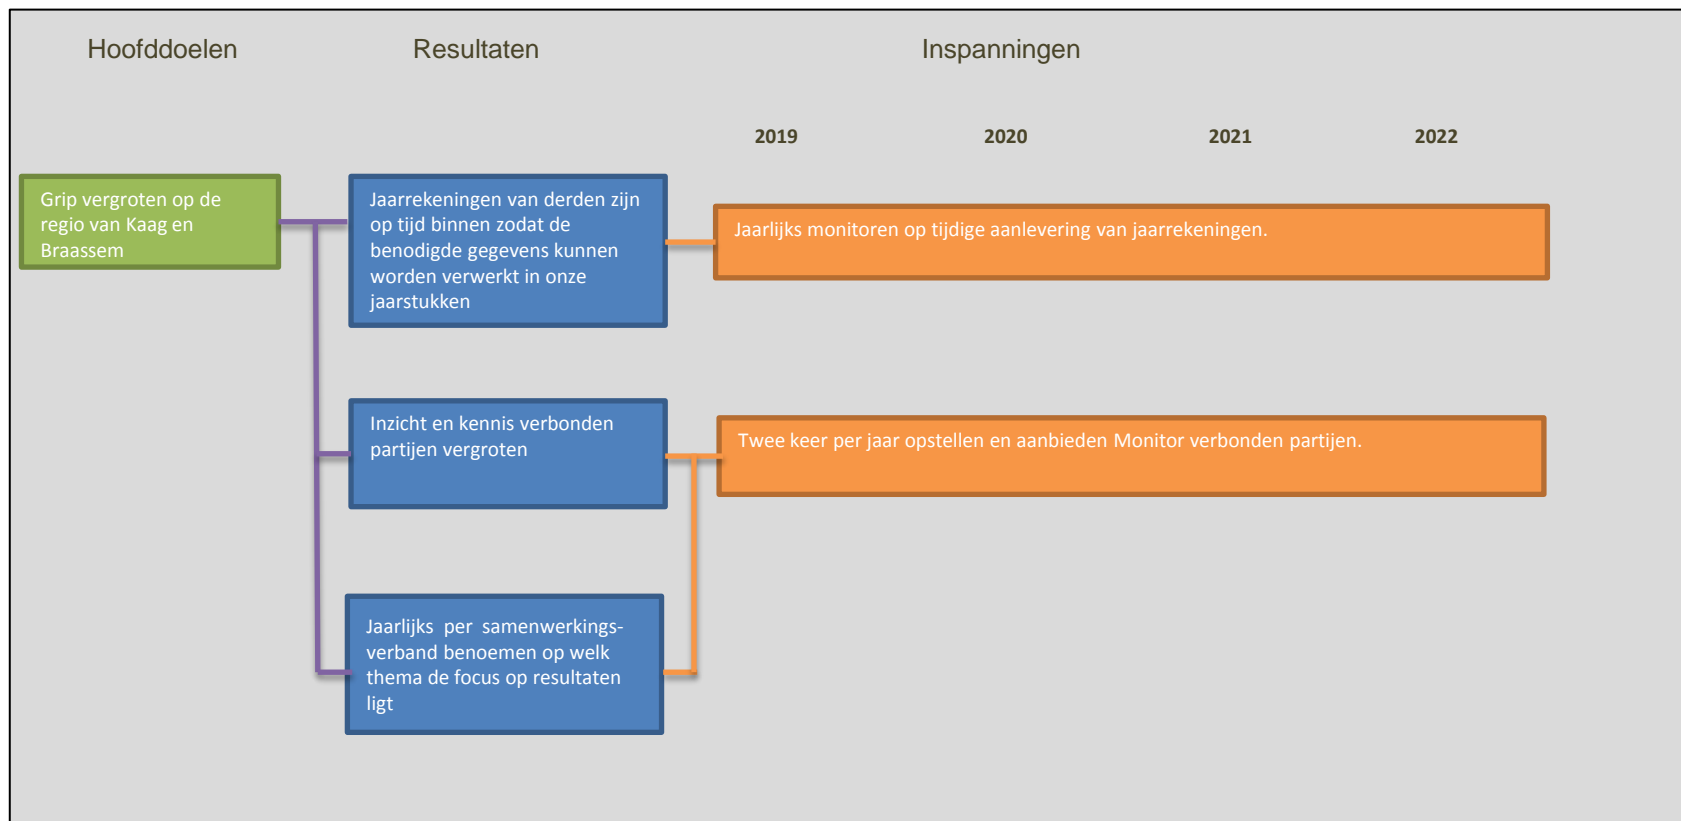 Hoofddoelen Resultaten Inspanningen
2019 2020 2021 2022
Grip vergroten op de
regio van Kaag en
Braassem
Jaarrekeningen van derden zijn
op tijd binnen zodat de
benodigde gegevens kunnen
worden verwerkt in onze
jaarstukken
Jaarlijks monitoren op tijdige aanlevering van jaarrekeningen.
Inzicht en kennis verbonden
partijen vergroten
Twee keer per jaar opstellen en aanbieden Monitor verbonden partijen.
Jaarlijks per samenwerkings-
verband benoemen op welk
thema de focus op resultaten
ligt